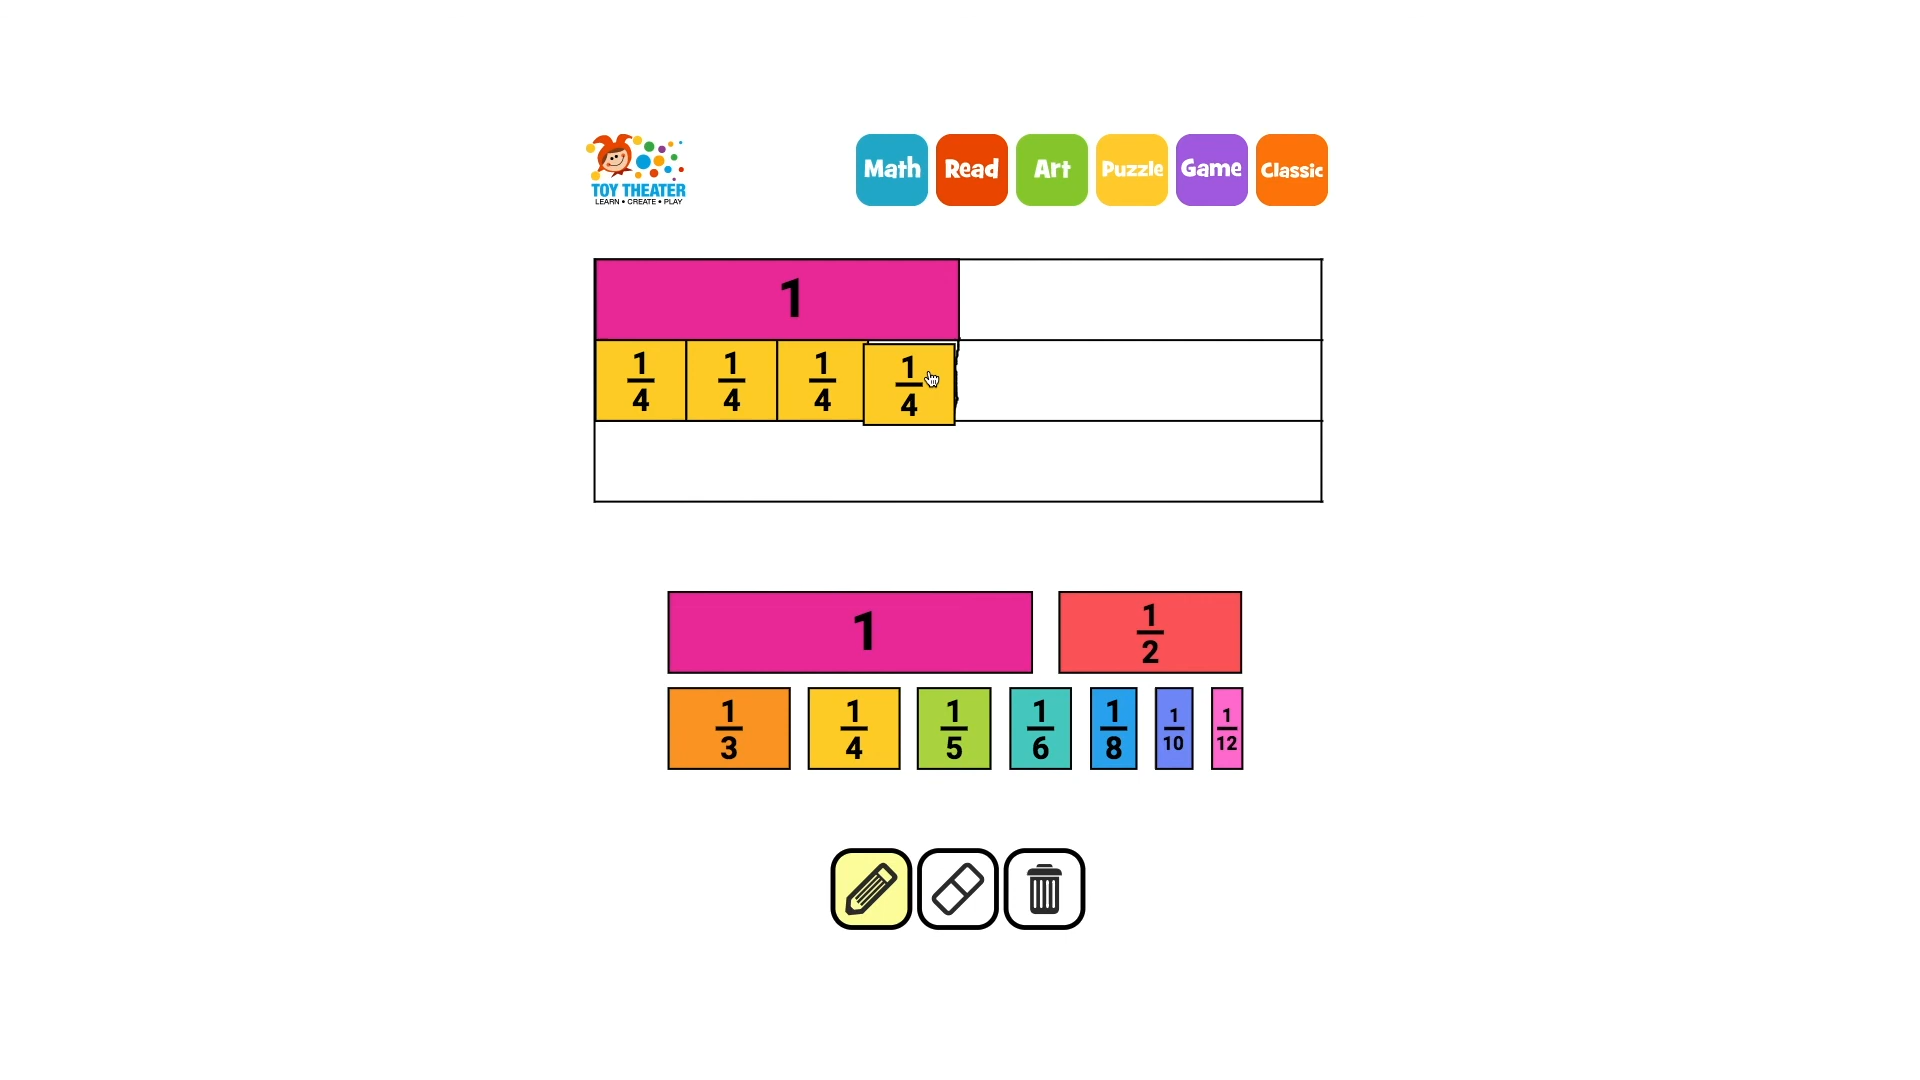 Math Read Art Puzzle Game Classic
TOY THEATER
LEARN • CREATE • PLAY
1
1/4 1/4 1/4 1/4
1 1/2
1/3 1/4 1/5 1/6 1/8 1/10 1/12